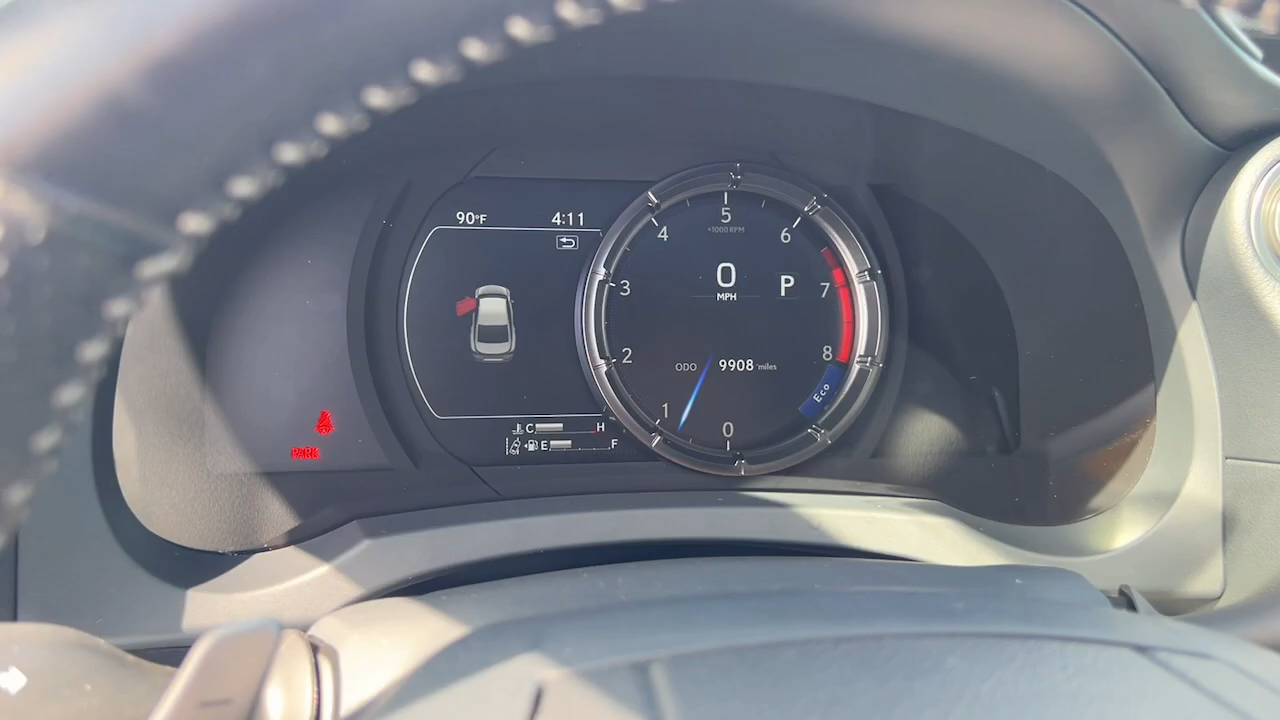 90°F 4:11
5
×1000 RPM
4 6
3 7
0
MPH
P
2 8
ODO 9908 miles
Eco
1
0
C H
E F
PARK